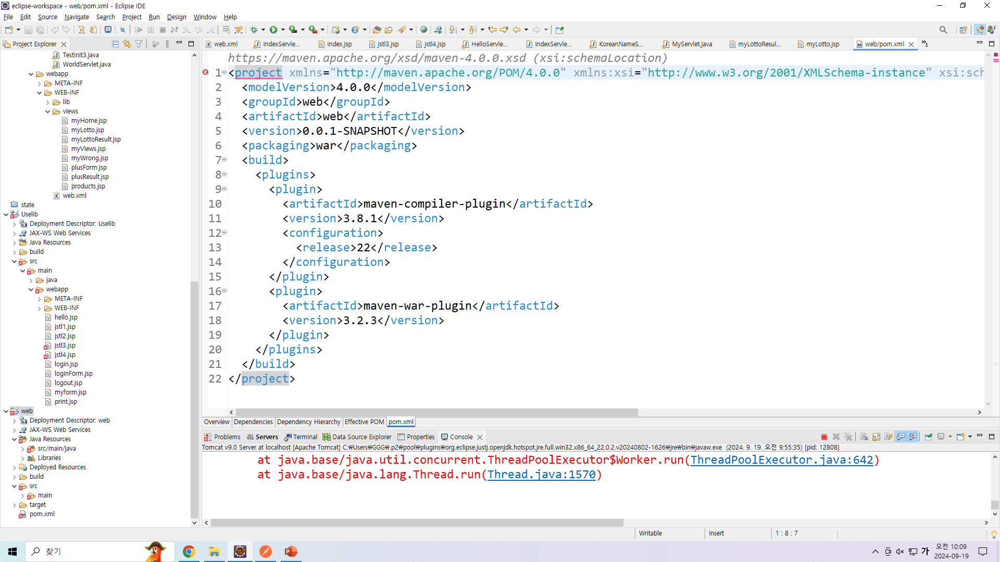 eclipse-workspace - web/pom.xml - Eclipse IDE
File Edit Source Navigate Search Project Run Design Window Help
Project Explorer
web.xml IndexServle... index.jsp jstl3.jsp jstl4.jsp HelloServle... IndexServle... KoreanNameS... MyServlet.java myLottoResul... myLotto.jsp web/pom.xml »5
TestInit3.java
WorldServlet.java
webapp
META-INF
WEB-INF
lib
views
myHome.jsp
myLotto.jsp
myLottoResult.jsp
myViews.jsp
myWrong.jsp
plusForm.jsp
plusResult.jsp
products.jsp
web.xml
state
Uselib
Deployment Descriptor: Uselib
JAX-WS Web Services
Java Resources
build
src
main
java
webapp
META-INF
WEB-INF
hello.jsp
jstl1.jsp
jstl2.jsp
jstl3.jsp
jstl4.jsp
login.jsp
loginForm.jsp
logout.jsp
myform.jsp
print.jsp
web
Deployment Descriptor: web
JAX-WS Web Services
Java Resources
src/main/java
Libraries
Deployed Resources
build
src
main
target
pom.xml
https://maven.apache.org/xsd/maven-4.0.0.xsd (xsi:schemaLocation)
1 <project xmlns="http://maven.apache.org/POM/4.0.0" xmlns:xsi="http://www.w3.org/2001/XMLSchema-instance" xsi:sch
2 <modelVersion>4.0.0</modelVersion>
3 <groupId>web</groupId>
4 <artifactId>web</artifactId>
5 <version>0.0.1-SNAPSHOT</version>
6 <packaging>war</packaging>
7 <build>
8 <plugins>
9 <plugin>
10 <artifactId>maven-compiler-plugin</artifactId>
11 <version>3.8.1</version>
12 <configuration>
13 <release>22</release>
14 </configuration>
15 </plugin>
16 <plugin>
17 <artifactId>maven-war-plugin</artifactId>
18 <version>3.2.3</version>
19 </plugin>
20 </plugins>
21 </build>
22 </project>
Overview Dependencies Dependency Hierarchy Effective POM pom.xml
Problems Servers Terminal Data Source Explorer Properties Console
Tomcat v9.0 Server at localhost [Apache Tomcat] C:₩Users₩GGG₩.p2₩pool₩plugins₩org.eclipse.justj.openjdk.hotspot.jre.full.win32.x86_64_22.0.2.v20240802-1626₩jre₩bin₩javaw.exe (2024. 9. 19. 오전 9:55:35) [pid: 12808]
at java.base/java.util.concurrent.ThreadPoolExecutor$Worker.run(ThreadPoolExecutor.java:642)
at java.base/java.lang.Thread.run(Thread.java:1570)
Writable Insert 1 : 8 : 7
찾기
가
오전 10:09
2024-09-19